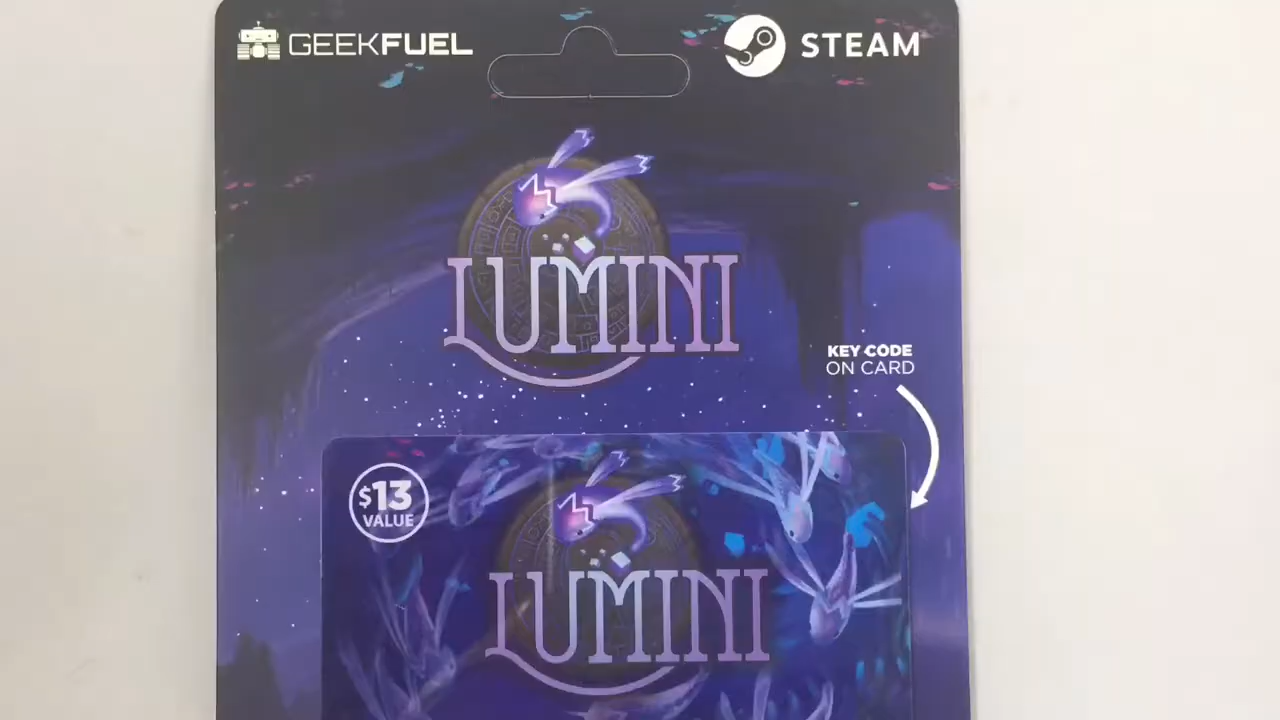 GEEKFUEL
STEAM
LUMINI
KEY CODE
ON CARD
$13
VALUE
LUMINI